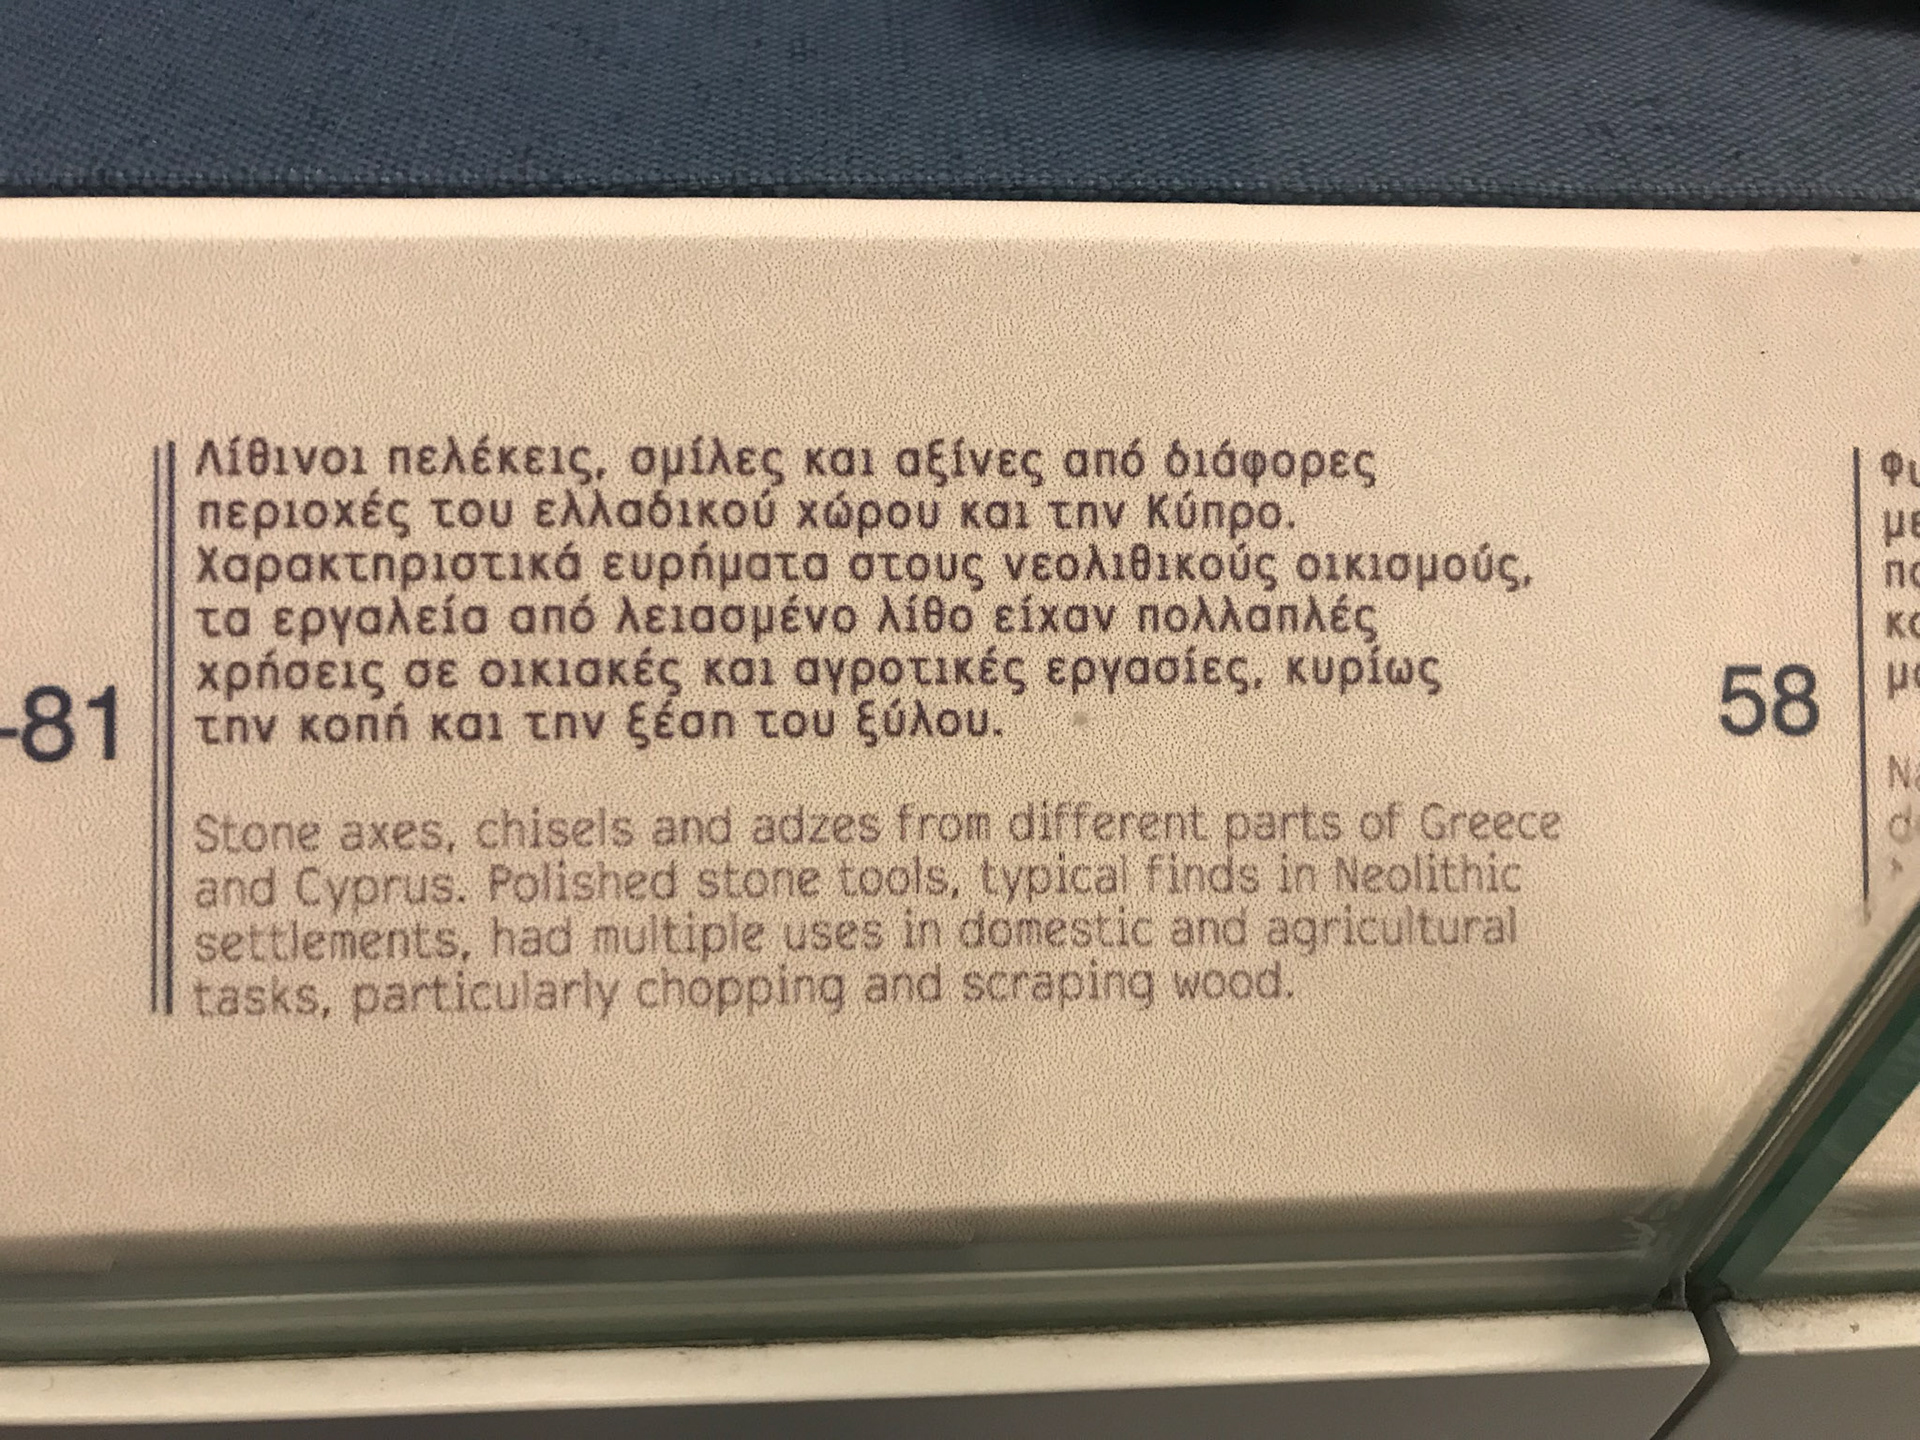 -81
Λίθινοι πελέκεις, σμίλες και αξίνες από διάφορες
περιοχές του ελλαδικού χώρου και την Κύπρο.
Χαρακτηριστικά ευρήματα στους νεολιθικούς οικισμούς,
τα εργαλεία από λειασμένο λίθο είχαν πολλαπλές
χρήσεις σε οικιακές και αγροτικές εργασίες, κυρίως
την κοπή και την ξέση του ξύλου.
Stone axes, chisels and adzes from different parts of Greece
and Cyprus. Polished stone tools, typical finds in Neolithic
settlements, had multiple uses in domestic and agricultural
tasks, particularly chopping and scraping wood.
58